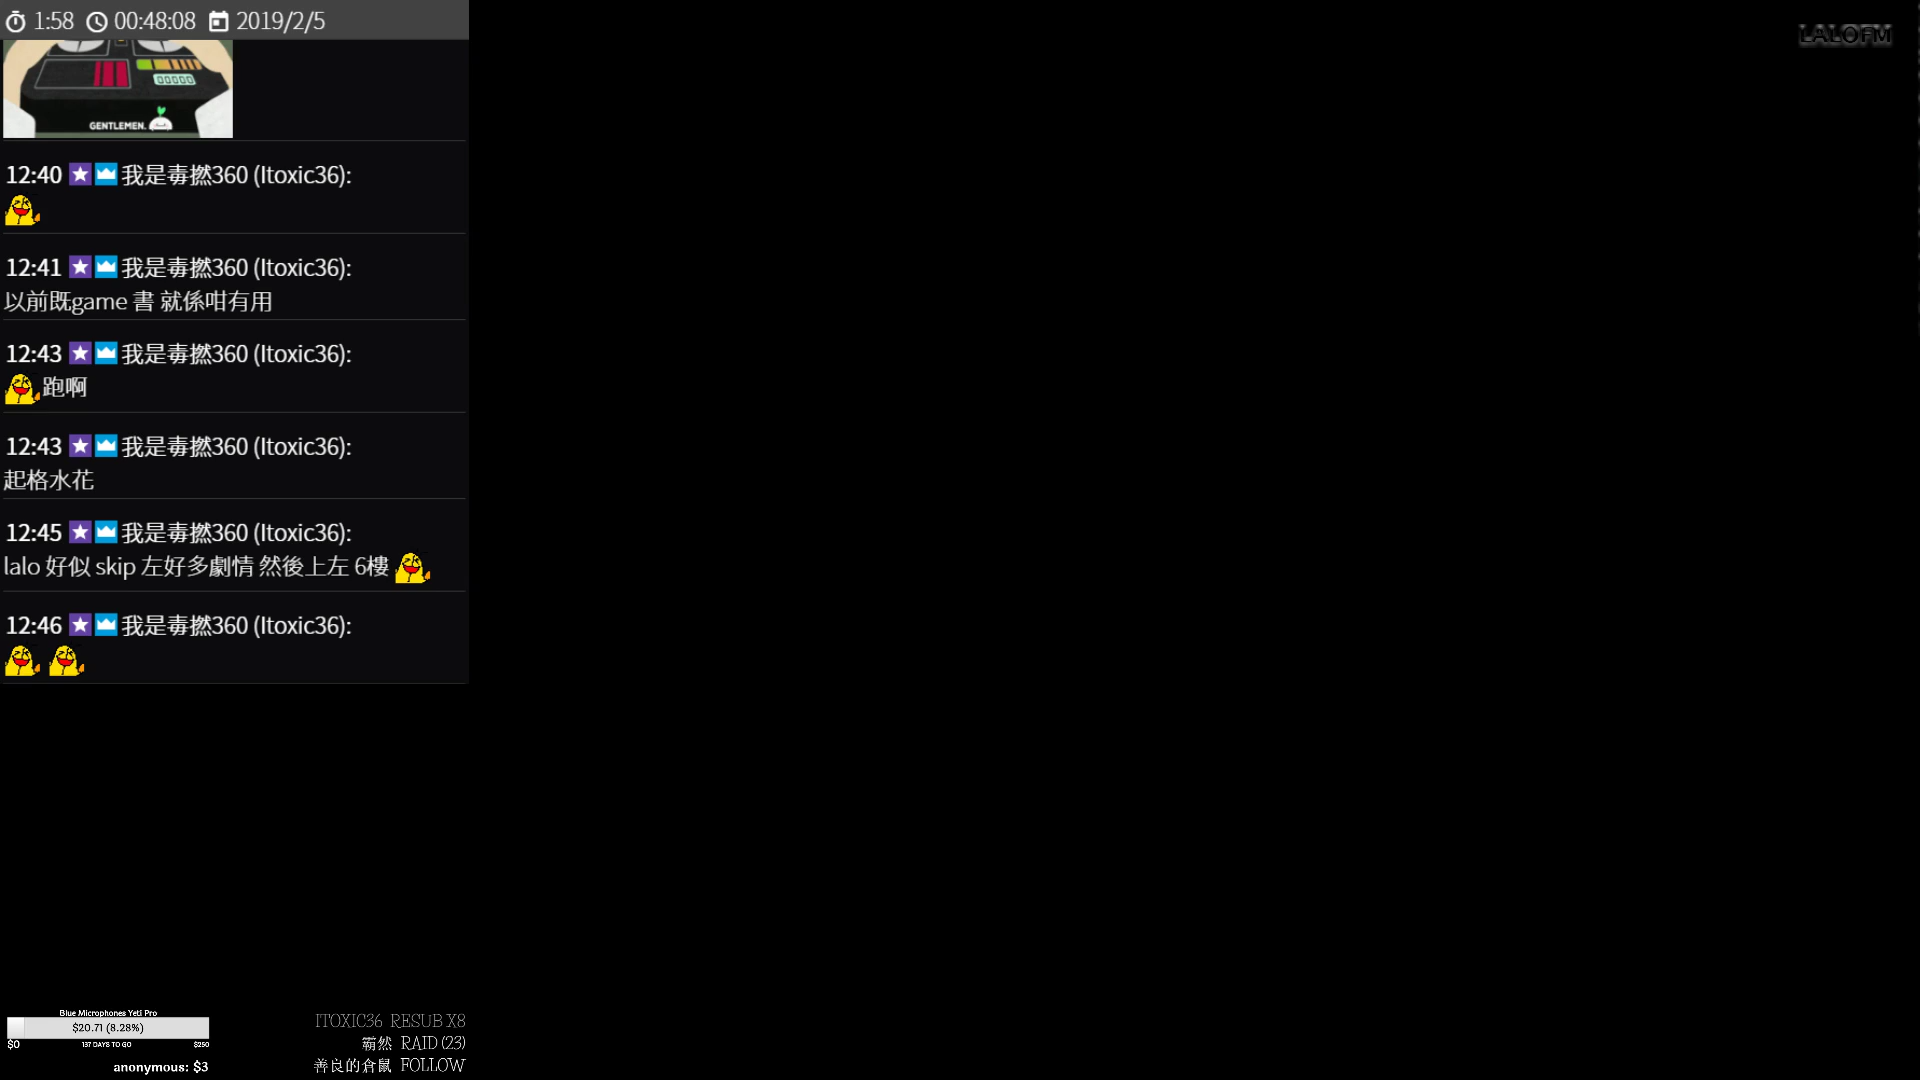 1:58 00:48:08 2019/2/5
LALOFM
GENTLEMEN.
12:40 我是毒撚360 (Itoxic36):
12:41 我是毒撚360 (Itoxic36):
以前既game 書 就係咁有用
12:43 我是毒撚360 (Itoxic36):
跑啊
12:43 我是毒撚360 (Itoxic36):
起格水花
12:45 我是毒撚360 (Itoxic36):
lalo 好似 skip 左好多劇情 然後上左 6樓
12:46 我是毒撚360 (Itoxic36):
Blue Microphones Yeti Pro
$20.71 (8.28%)
$0 137 DAYS TO GO $250
anonymous: $3
ITOXIC36 RESUB X8
霸然 RAID (23)
善良的倉鼠 FOLLOW